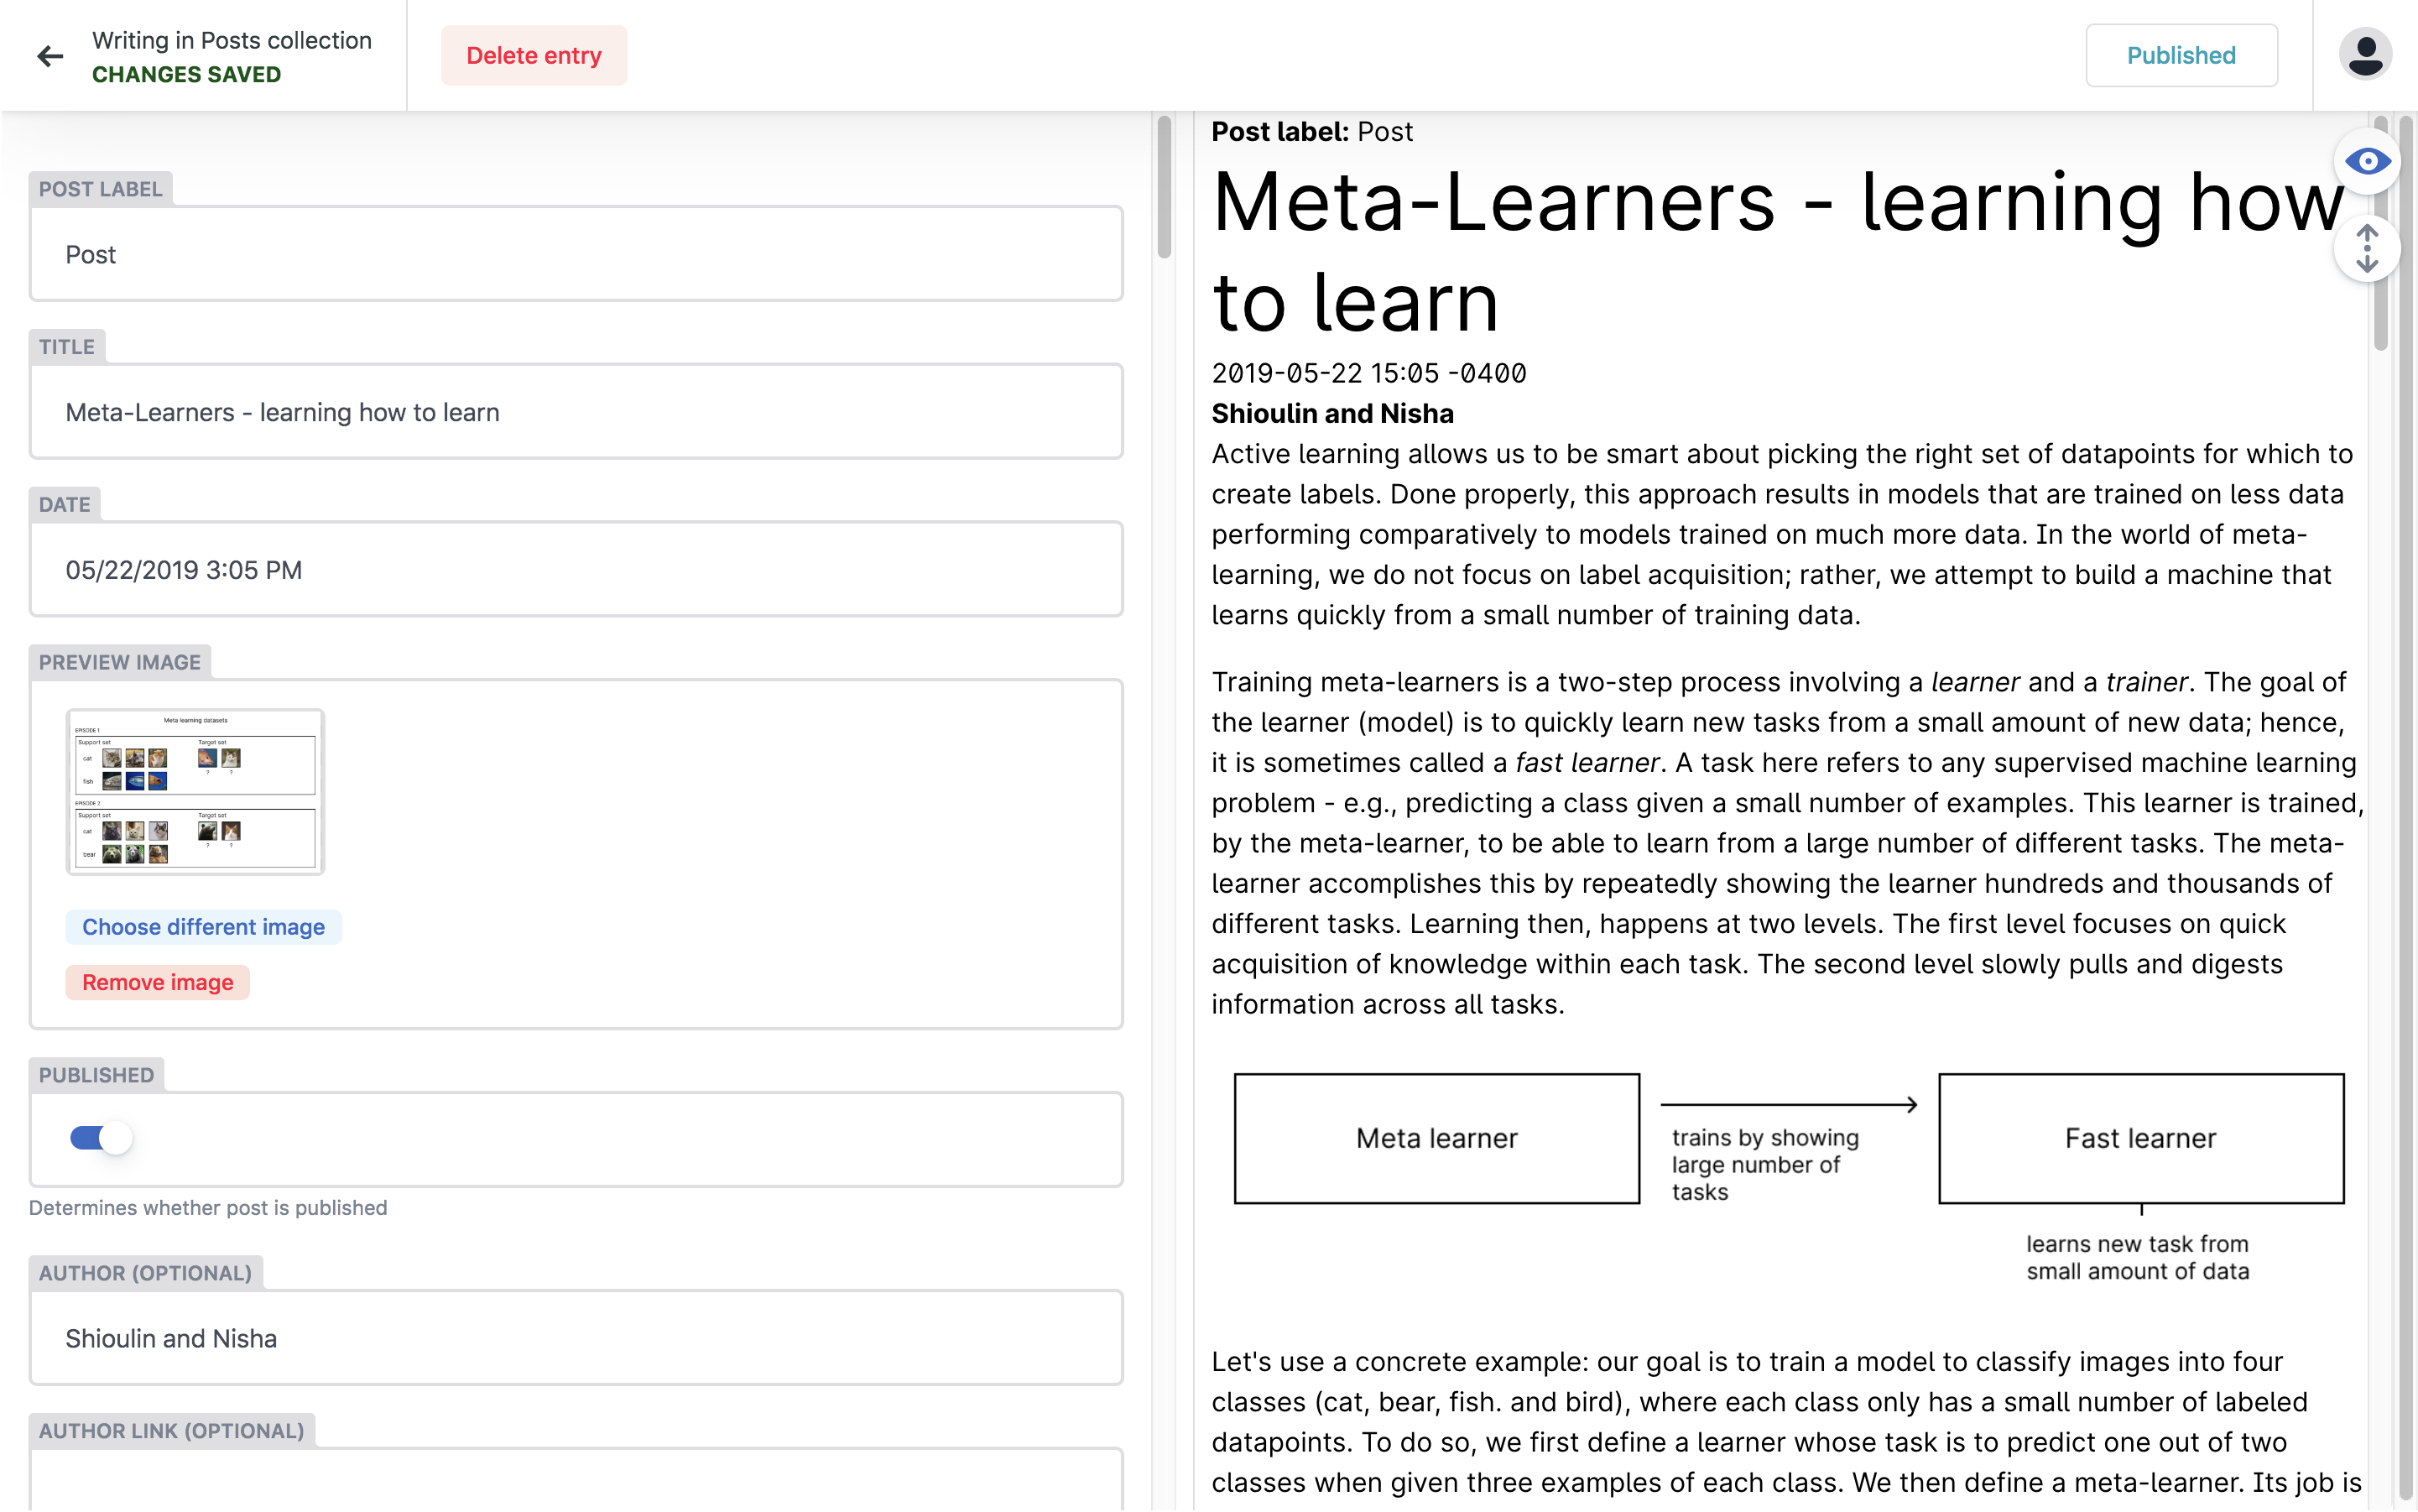 Writing in Posts collection
CHANGES SAVED
Delete entry
Published
POST LABEL
Post
TITLE
Meta-Learners - learning how to learn
DATE
05/22/2019 3:05 PM
PREVIEW IMAGE
Meta learning datasets
EPISODE 1
Support set
Target set
cat
? ?
fish
EPISODE 2
Support set
Target set
cat
? ?
bear
Choose different image
Remove image
PUBLISHED
Determines whether post is published
AUTHOR (OPTIONAL)
Shioulin and Nisha
AUTHOR LINK (OPTIONAL)
Post label: Post
Meta-Learners - learning how
to learn
2019-05-22 15:05 -0400
Shioulin and Nisha
Active learning allows us to be smart about picking the right set of datapoints for which to
create labels. Done properly, this approach results in models that are trained on less data
performing comparatively to models trained on much more data. In the world of meta-
learning, we do not focus on label acquisition; rather, we attempt to build a machine that
learns quickly from a small number of training data.
Training meta-learners is a two-step process involving a learner and a trainer. The goal of
the learner (model) is to quickly learn new tasks from a small amount of new data; hence,
it is sometimes called a fast learner. A task here refers to any supervised machine learning
problem - e.g., predicting a class given a small number of examples. This learner is trained,
by the meta-learner, to be able to learn from a large number of different tasks. The meta-
learner accomplishes this by repeatedly showing the learner hundreds and thousands of
different tasks. Learning then, happens at two levels. The first level focuses on quick
acquisition of knowledge within each task. The second level slowly pulls and digests
information across all tasks.
Meta learner
trains by showing
large number of
tasks
Fast learner
learns new task from
small amount of data
Let's use a concrete example: our goal is to train a model to classify images into four
classes (cat, bear, fish. and bird), where each class only has a small number of labeled
datapoints. To do so, we first define a learner whose task is to predict one out of two
classes when given three examples of each class. We then define a meta-learner. Its job is